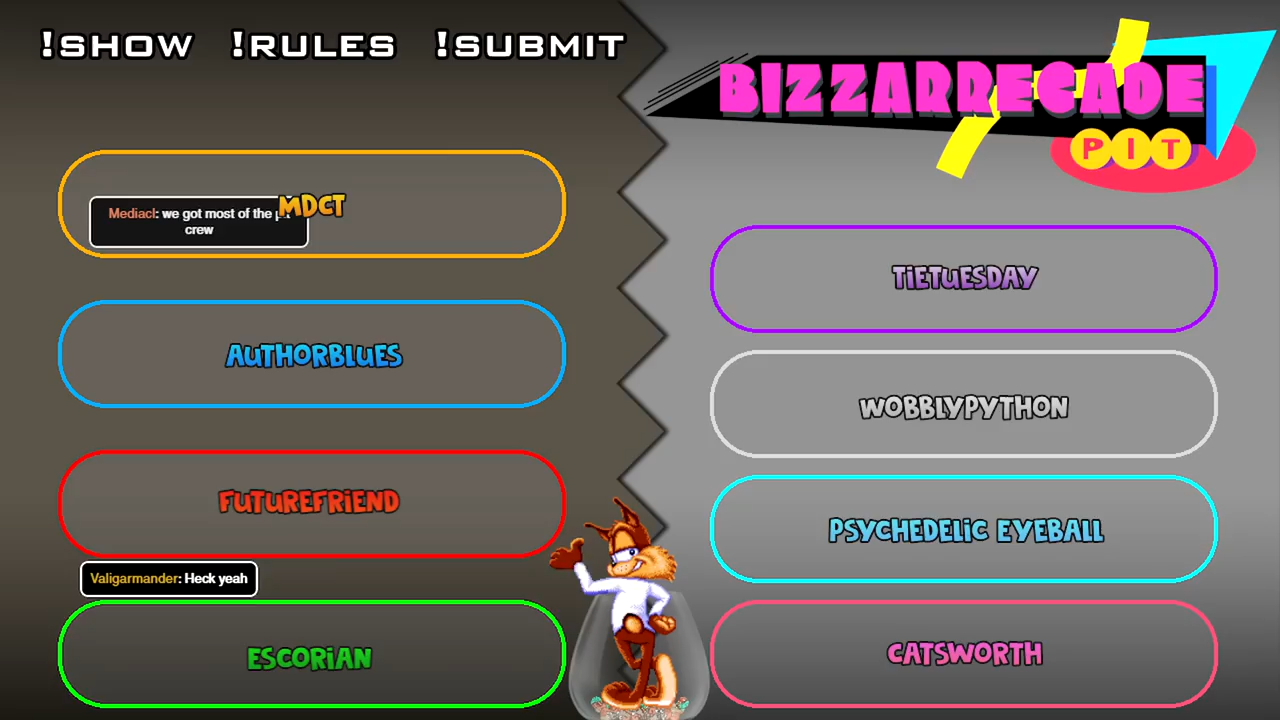 !SHOW !RULES !SUBMIT
BIZZARRECADE
PIT
MDCT
Mediacl: we got most of the
crew
AUTHORBLUES
FUTUREFRIEND
Valigarmander: Heck yeah
ESCORIAN
TIETUESDAY
WOBBLYPYTHON
PSYCHEDELIC EYEBALL
CATSWORTH